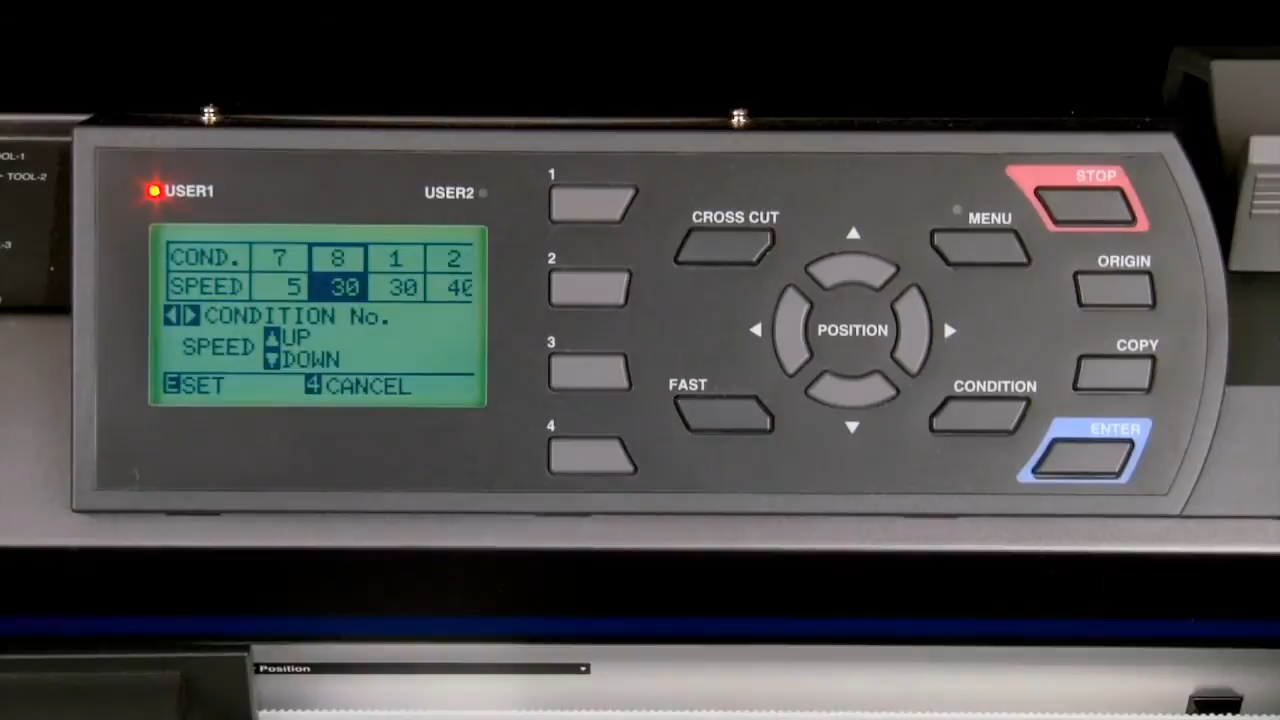 TOOL-2
USER1
USER2
COND. 7 8 1 2
SPEED 5 30 30 40
CONDITION No.
SPEED UP
DOWN
E SET 4 CANCEL
1
2
3
4
CROSS CUT
MENU
STOP
ORIGIN
POSITION
COPY
FAST
CONDITION
ENTER
Position